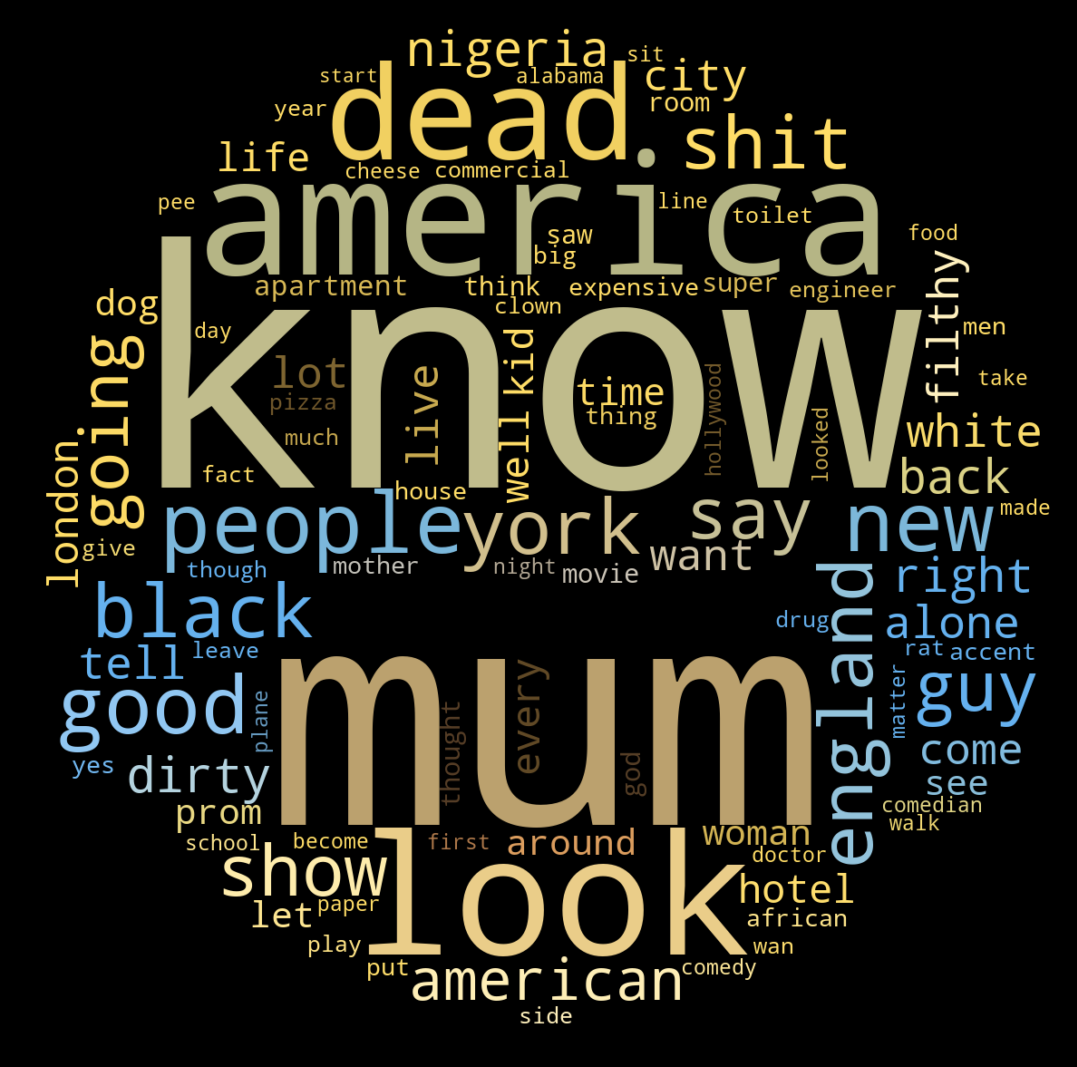 nigeria
sit
start
alabama
city
dead
year
room
shit
life
cheese
commercial
america
pee
line
toilet
saw
food
big
apartment
think
expensive
super
engineer
filthy
dog
clown
know
day
men
going
well
kid
lot
live
time
hollywood
take
pizza
thing
looked
white
much
london
fact
house
back
people
york
say
new
made
give
want
though
mother
night
movie
england
right
black
drug
alone
tell
leave
rat
accent
mum
every
good
plane
matter
guy
thought
god
yes
dirty
come
see
prom
comedian
walk
school
become
first
around
woman
show
look
doctor
hotel
let
paper
african
play
wan
put
american
comedy
side